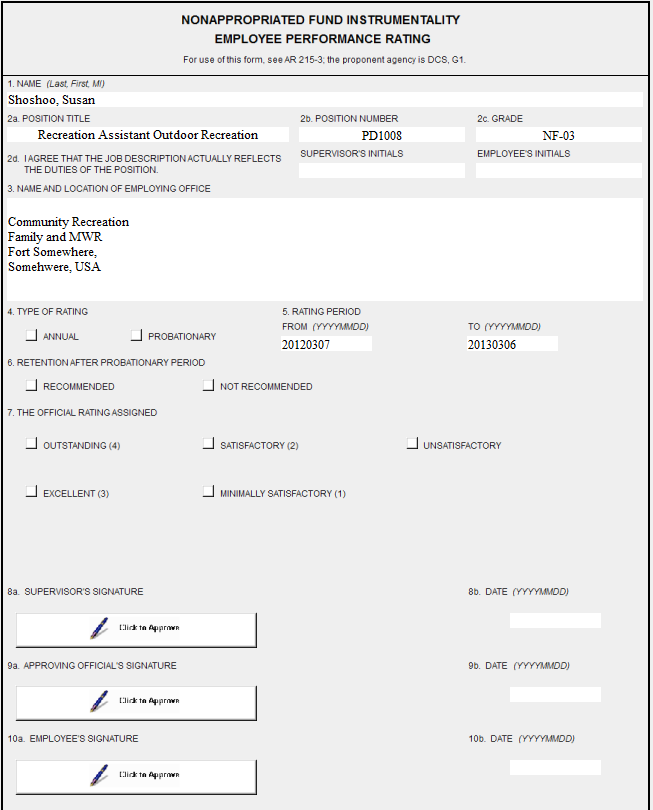 NONAPPROPRIATED FUND INSTRUMENTALITY
EMPLOYEE PERFORMANCE RATING
For use of this form, see AR 215-3; the proponent agency is DCS, G1.
1. NAME (Last, First, MI)
Shoshoo, Susan
2a. POSITION TITLE 2b. POSITION NUMBER 2c. GRADE
Recreation Assistant Outdoor Recreation PD1008 NF-03
2d. I AGREE THAT THE JOB DESCRIPTION ACTUALLY REFLECTS THE DUTIES OF THE POSITION. SUPERVISOR'S INITIALS EMPLOYEE'S INITIALS
3. NAME AND LOCATION OF EMPLOYING OFFICE
Community Recreation
Family and MWR
Fort Somewhere,
Somehwere, USA
4. TYPE OF RATING 5. RATING PERIOD
FROM (YYYYMMDD) TO (YYYYMMDD)
ANNUAL PROBATIONARY 20120307 20130306
6. RETENTION AFTER PROBATIONARY PERIOD
RECOMMENDED NOT RECOMMENDED
7. THE OFFICIAL RATING ASSIGNED
OUTSTANDING (4) SATISFACTORY (2) UNSATISFACTORY
EXCELLENT (3) MINIMALLY SATISFACTORY (1)
8a. SUPERVISOR'S SIGNATURE 8b. DATE (YYYYMMDD)
Click to Approve
9a. APPROVING OFFICIAL'S SIGNATURE 9b. DATE (YYYYMMDD)
Click to Approve
10a. EMPLOYEE'S SIGNATURE 10b. DATE (YYYYMMDD)
Click to Approve